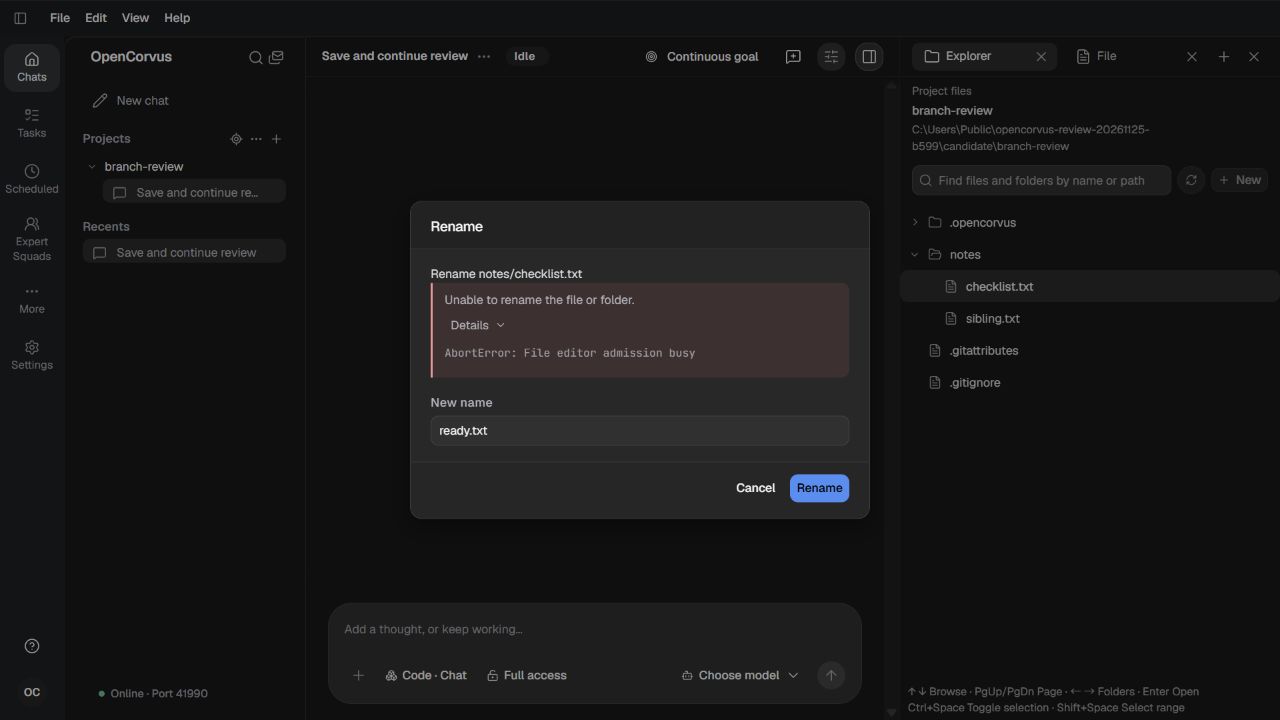 File Edit View Help
Chats
Tasks
Scheduled
Expert
Squads
More
Settings
OC
OpenCorvus
New chat
Projects
branch-review
Save and continue re...
Recents
Save and continue review
Online · Port 41990
Save and continue review
Idle
Continuous goal
Rename
Rename notes/checklist.txt
Unable to rename the file or folder.
Details
AbortError: File editor admission busy
New name
ready.txt
Cancel
Rename
Add a thought, or keep working...
Code · Chat
Full access
Choose model
Explorer
File
Project files
branch-review
C:\Users\Public\opencorvus-review-20261125-
b599\candidate\branch-review
Find files and folders by name or path
New
.opencorvus
notes
checklist.txt
sibling.txt
.gitattributes
.gitignore
↑↓ Browse · PgUp/PgDn Page · ←→ Folders · Enter Open
Ctrl+Space Toggle selection · Shift+Space Select range